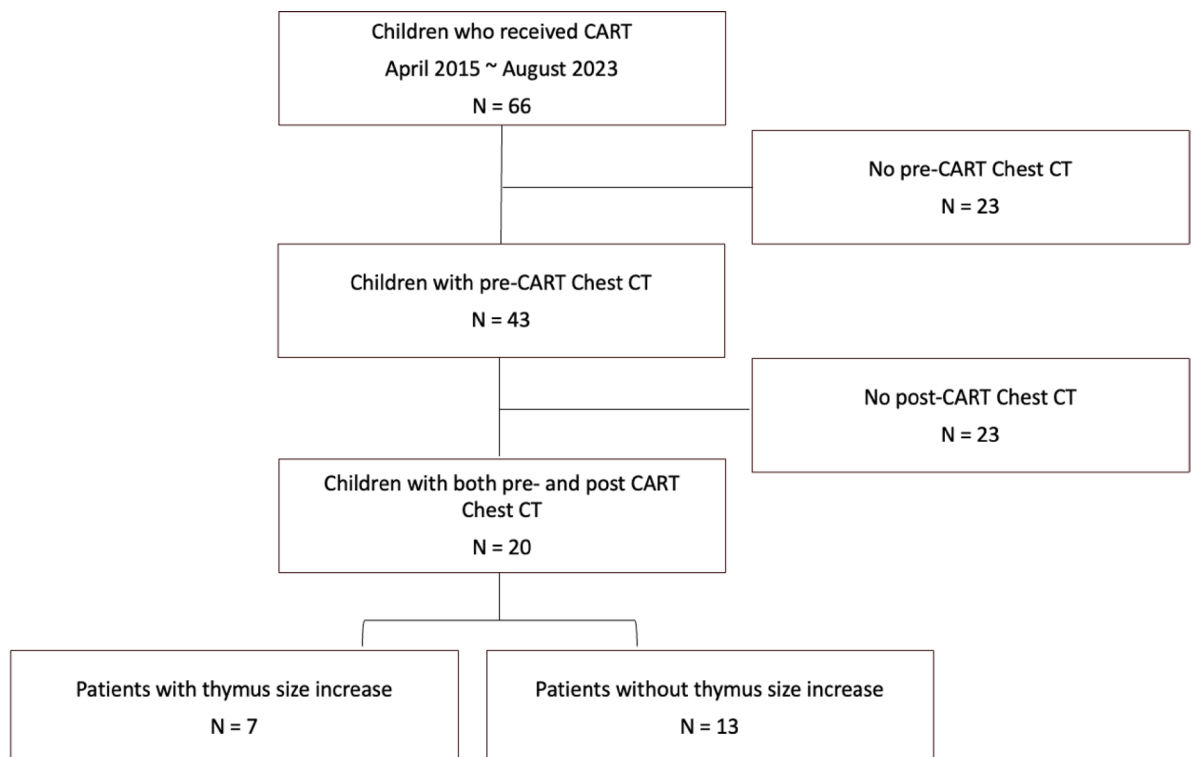 Children who received CART
April 2015 ~ August 2023
N = 66
No pre-CART Chest CT
N = 23
Children with pre-CART Chest CT
N = 43
No post-CART Chest CT
N = 23
Children with both pre- and post CART
Chest CT
N = 20
Patients with thymus size increase
N = 7
Patients without thymus size increase
N = 13